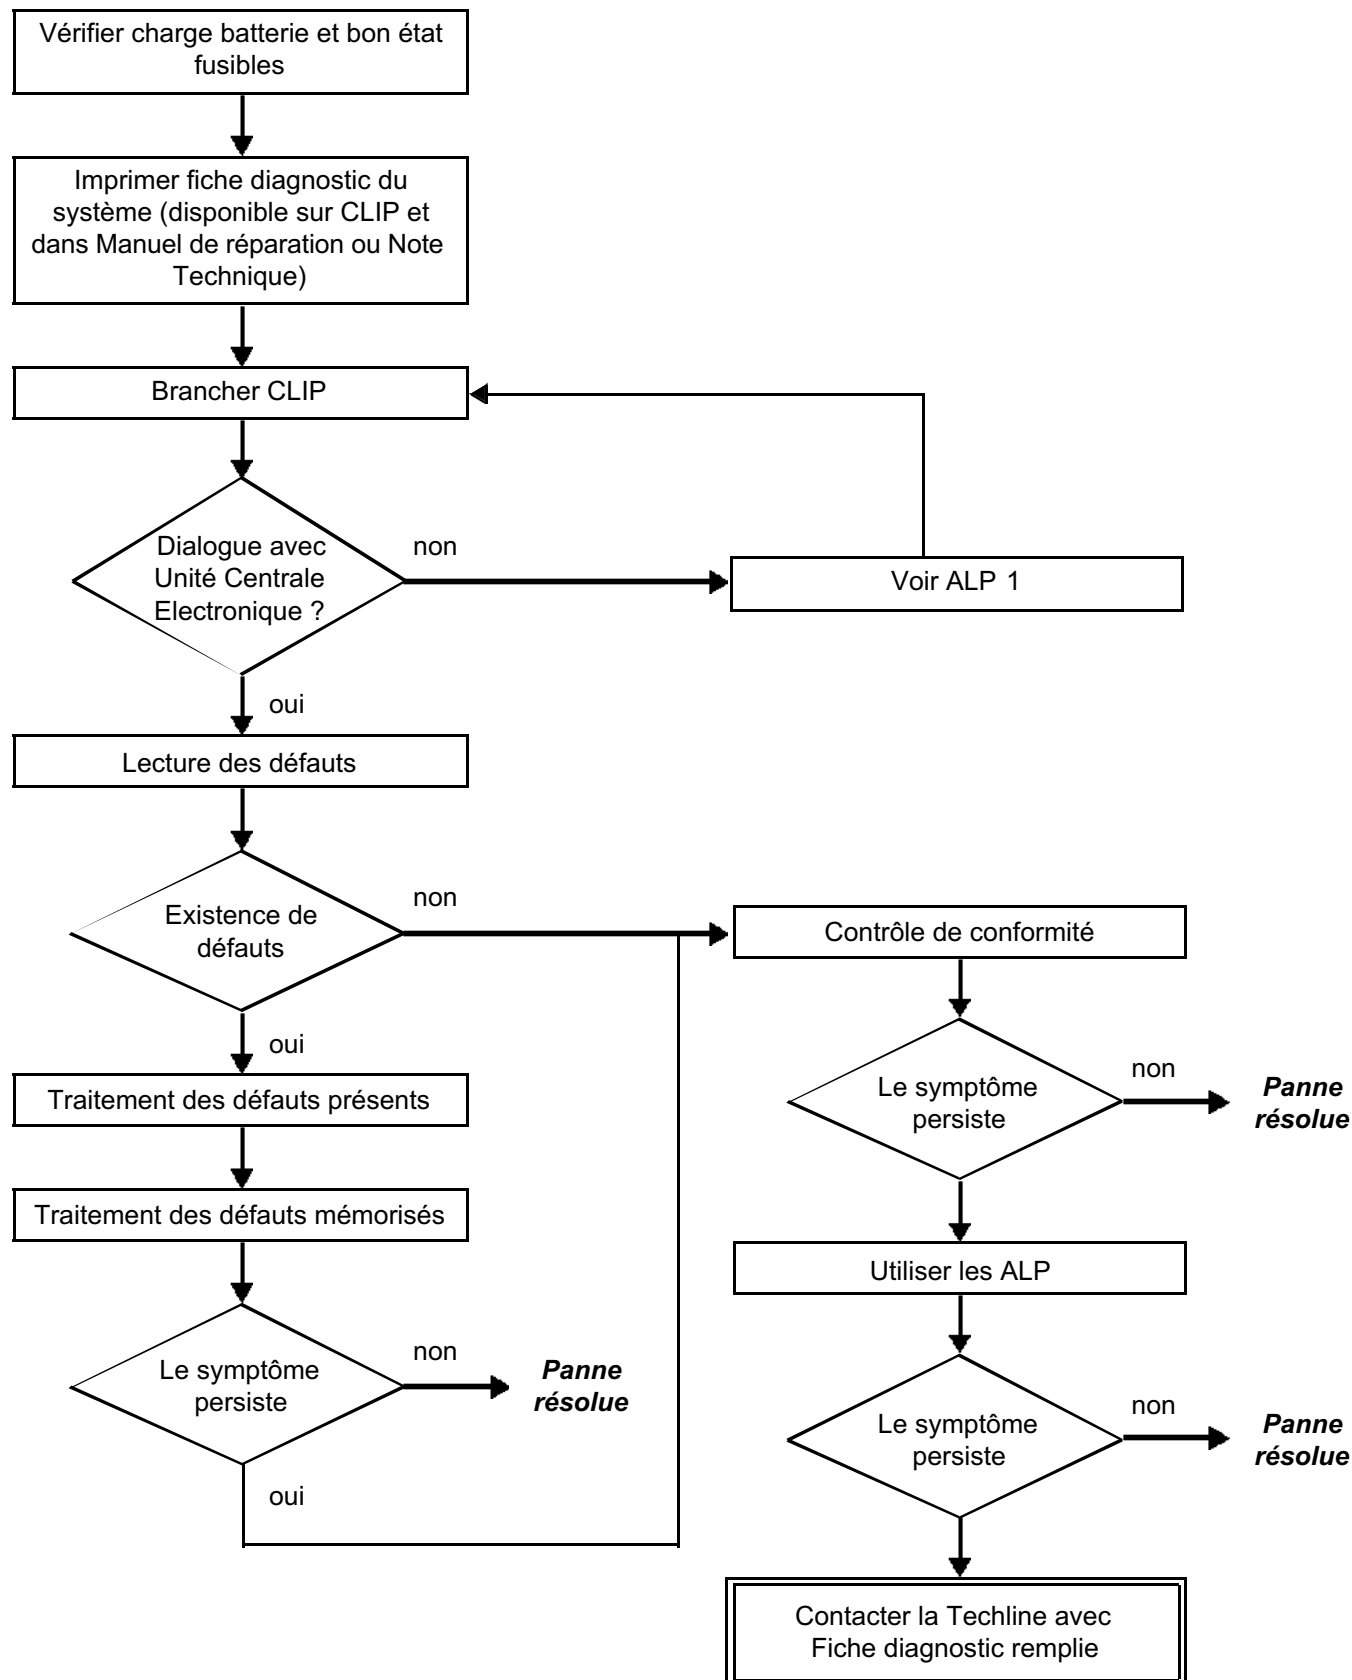 Vérifier charge batterie et bon état
fusibles
Imprimer fiche diagnostic du
système (disponible sur CLIP et
dans Manuel de réparation ou Note
Technique)
Brancher CLIP
Dialogue avec
Unité Centrale
Electronique ?
non
Voir ALP 1
oui
Lecture des défauts
Existence de
défauts
non
Contrôle de conformité
oui
Traitement des défauts présents
Le symptôme
persiste
non
Panne
résolue
Traitement des défauts mémorisés
Utiliser les ALP
Le symptôme
persiste
non
Panne
résolue
oui
Le symptôme
persiste
non
Panne
résolue
Contacter la Techline avec
Fiche diagnostic remplie